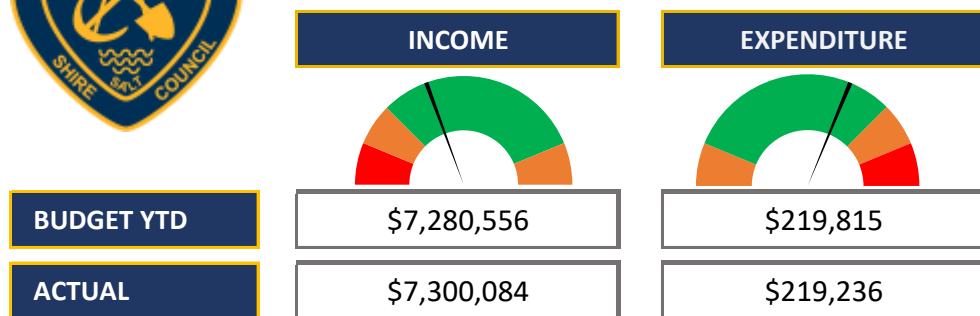 SHIRE SALT COUNCIL
INCOME EXPENDITURE
BUDGET YTD $7,280,556 $219,815
ACTUAL $7,300,084 $219,236